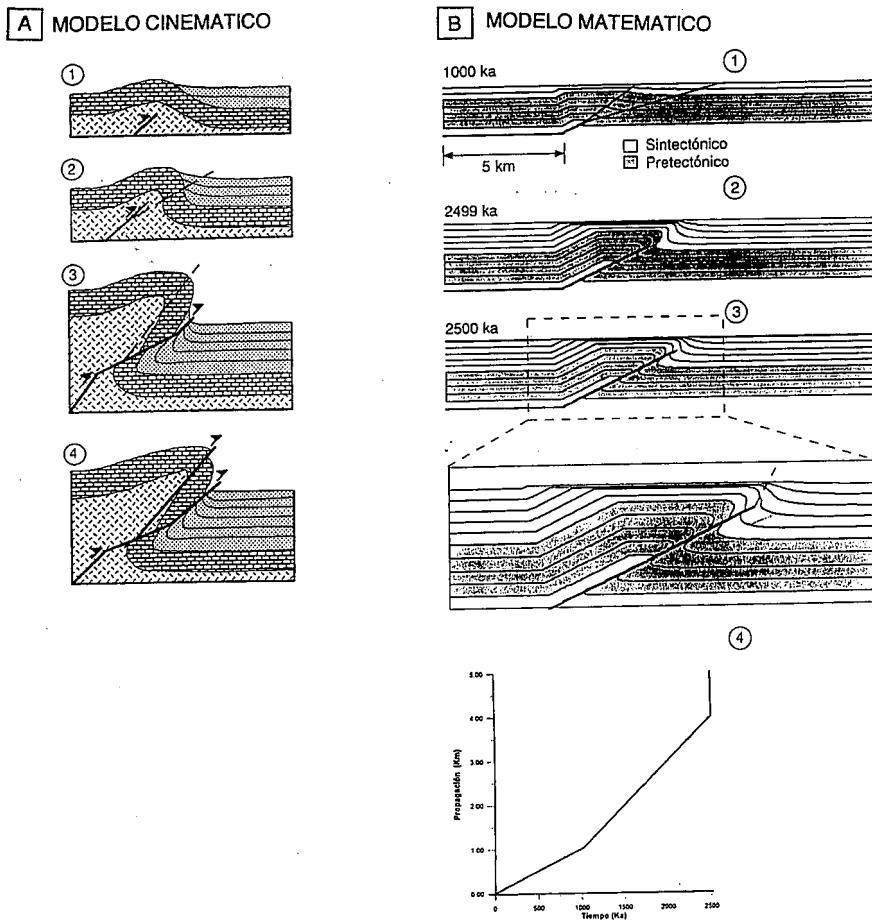 A MODELO CINEMATICO
1
2
3
4
B MODELO MATEMATICO
1
1000 ka
5 km
Sintectónico
Pretectónico
2
2499 ka
3
2500 ka
4
5.00
4.00
3.00
2.00
1.00
0.00
Propagación (Km)
0 500 1000 1500 2000 2500
Tiempo (Ka)